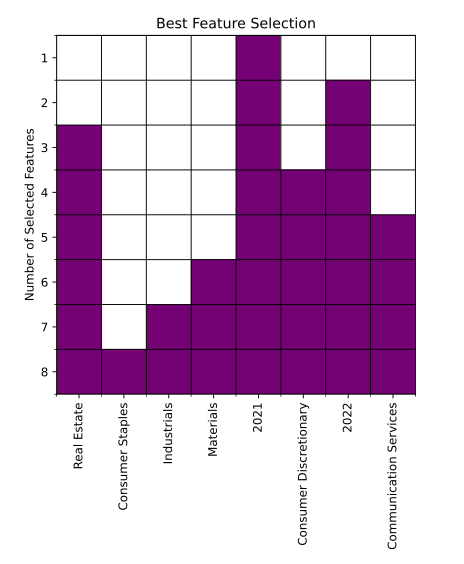 Best Feature Selection
Number of Selected Features
1
2
3
4
5
6
7
8
Real Estate
Consumer Staples
Industrials
Materials
2021
Consumer Discretionary
2022
Communication Services